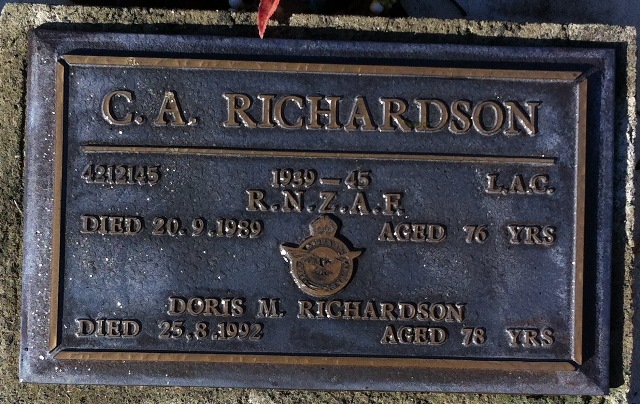 C. A. RICHARDSON
4212145 1939-45 L.A.C.
R.N.Z.A.F.
DIED 20.9.1989 AGED 76 YRS
DORIS M. RICHARDSON
DIED 25.8.1992 AGED 78 YRS